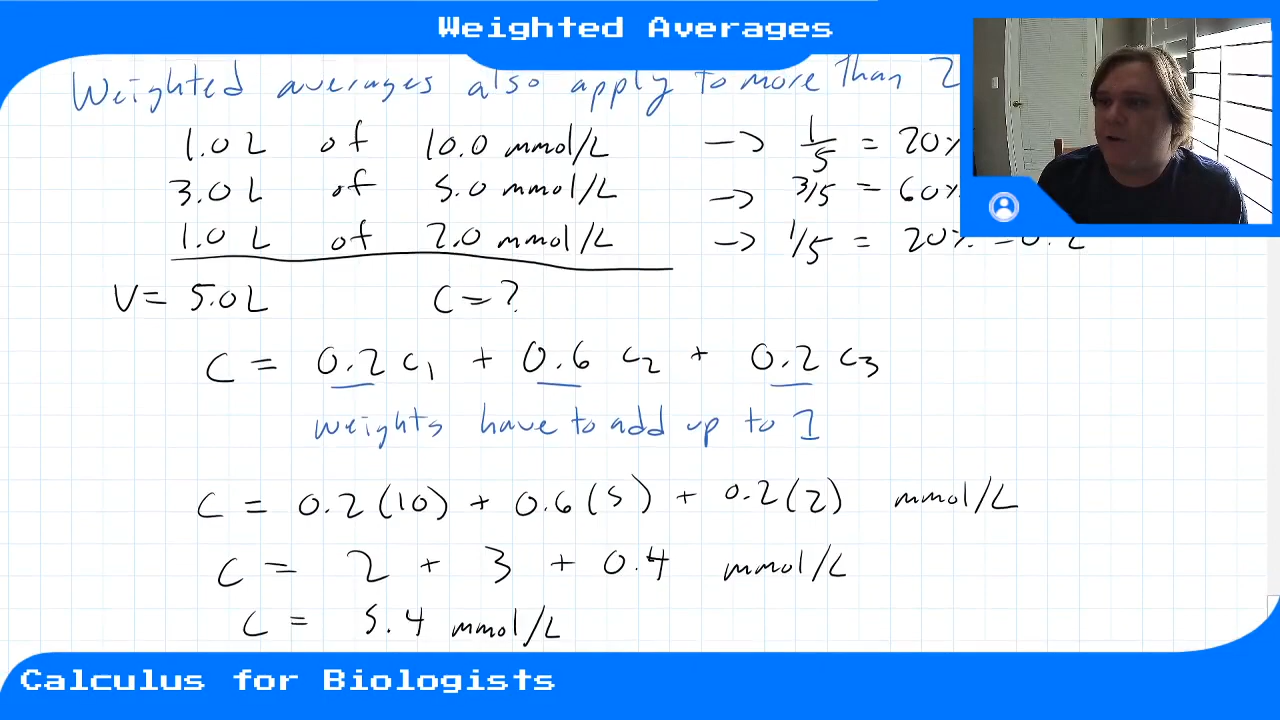 Weighted Averages
Weighted averages also apply to more than 2
1.0 L of 10.0 mmol/L → 1/5 = 20%
3.0 L of 5.0 mmol/L → 3/5 = 60%
1.0 L of 2.0 mmol/L → 1/5 = 20% = 0.2
V = 5.0 L C = ?
C = 0.2 c₁ + 0.6 c₂ + 0.2 c₃
weights have to add up to 1
C = 0.2(10) + 0.6(5) + 0.2(2) mmol/L
C = 2 + 3 + 0.4 mmol/L
C = 5.4 mmol/L
Calculus for Biologists